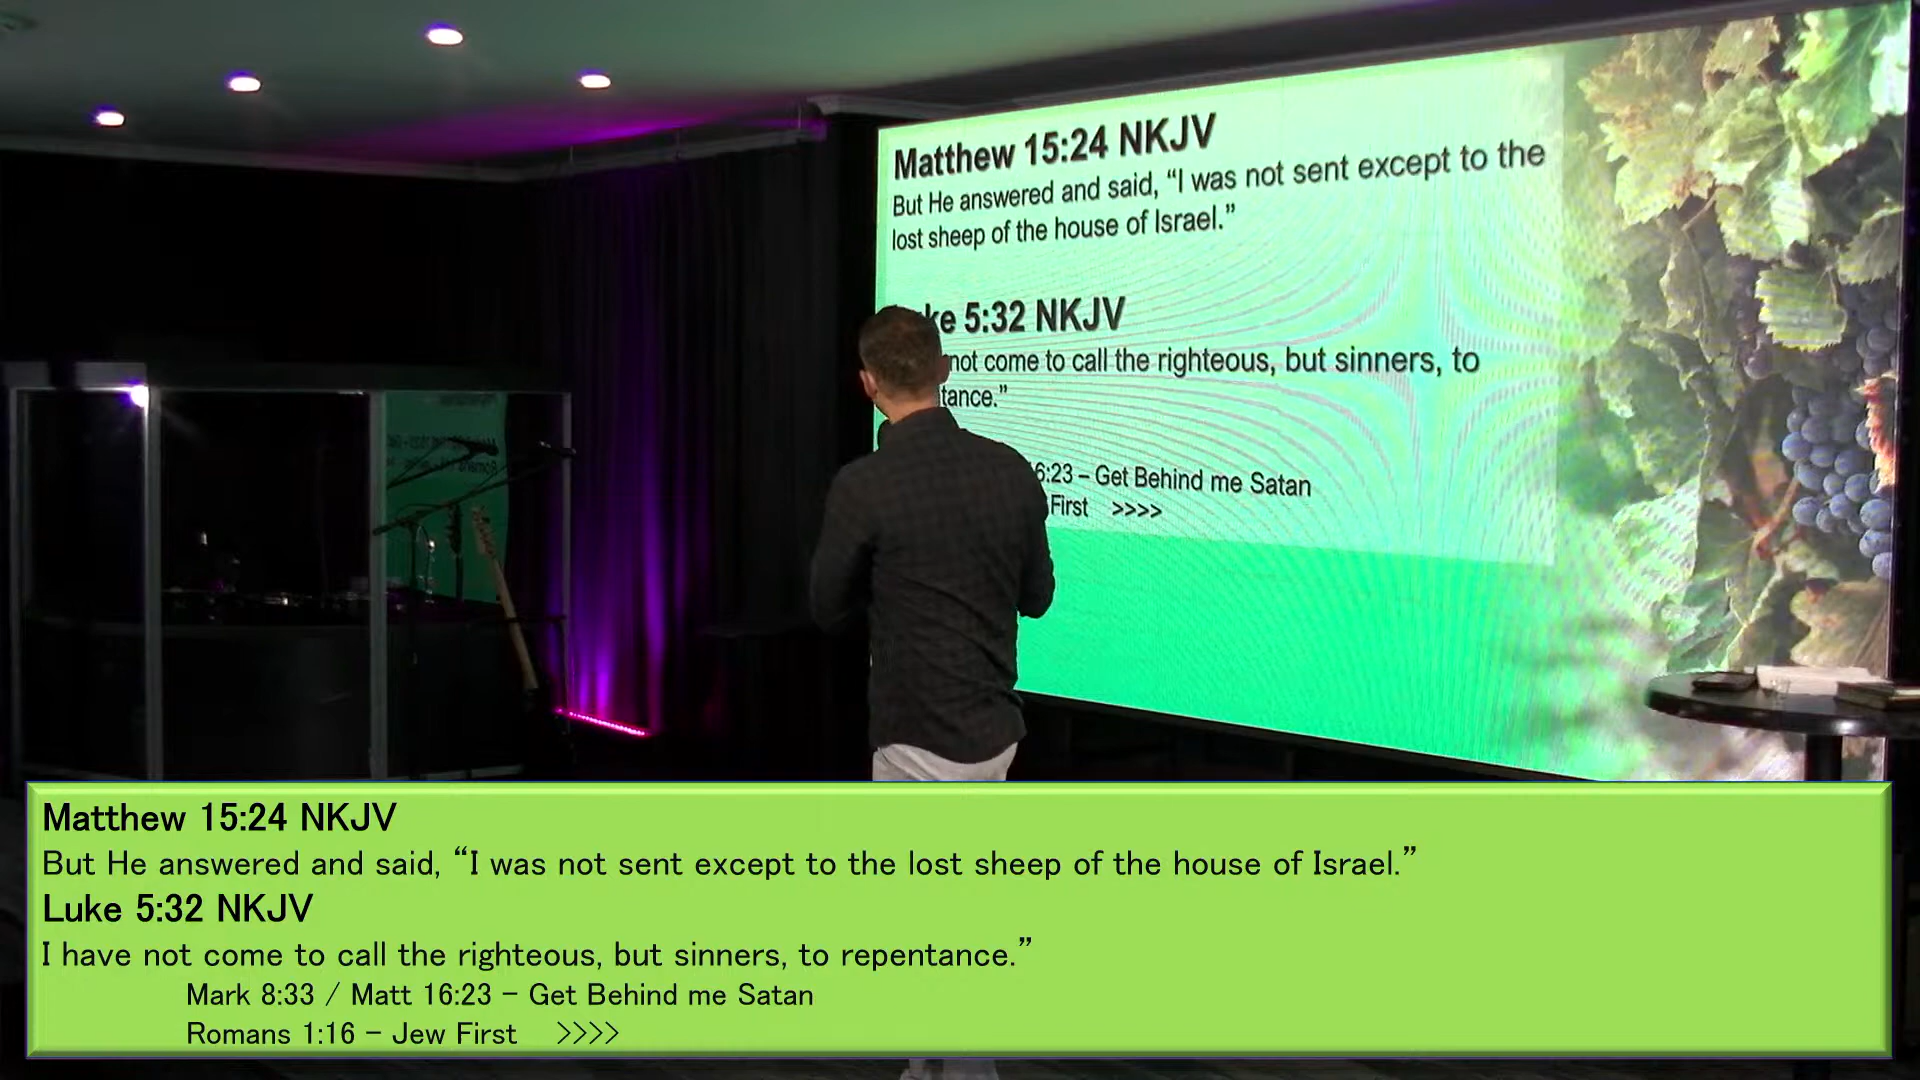 Matthew 15:24 NKJV
But He answered and said, “I was not sent except to the
lost sheep of the house of Israel.”
ke 5:32 NKJV
not come to call the righteous, but sinners, to
tance.”
6:23 – Get Behind me Satan
First >>>>
Matthew 15:24 NKJV
But He answered and said, “I was not sent except to the lost sheep of the house of Israel.”
Luke 5:32 NKJV
I have not come to call the righteous, but sinners, to repentance.”
Mark 8:33 / Matt 16:23 – Get Behind me Satan
Romans 1:16 – Jew First >>>>